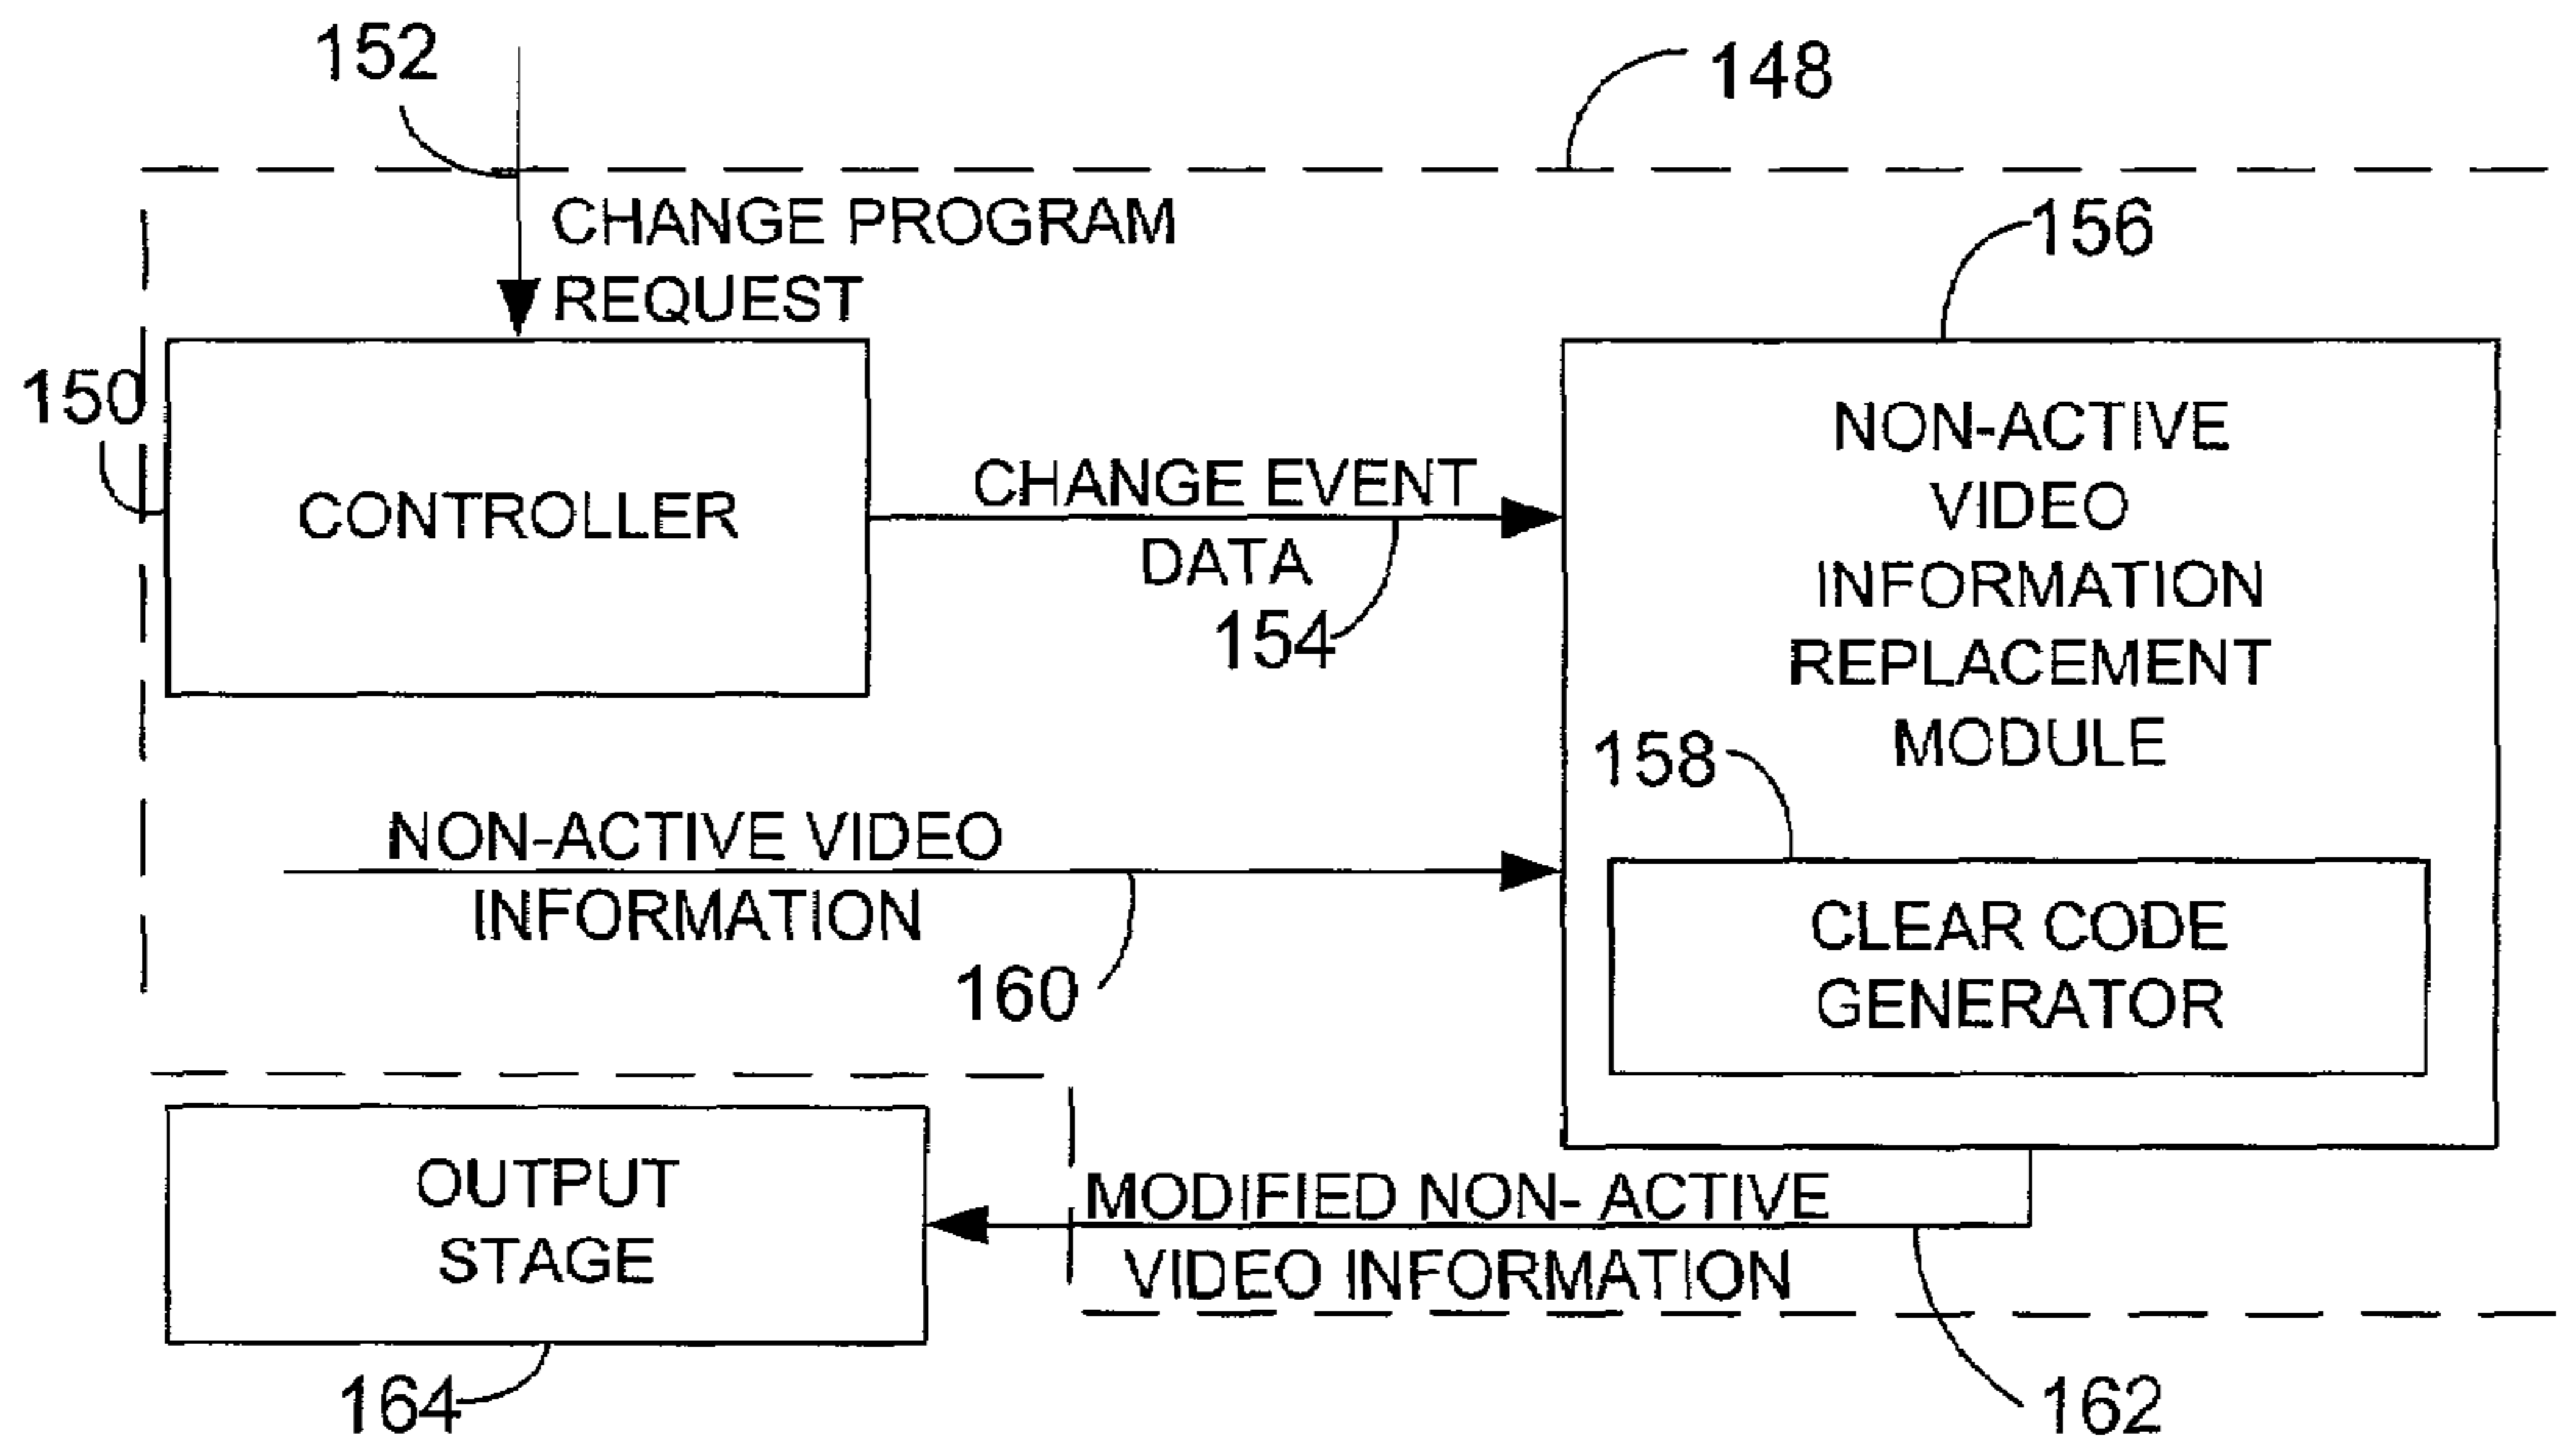 152
148
CHANGE PROGRAM
REQUEST
156
150
CONTROLLER
CHANGE EVENT
DATA
154
NON-ACTIVE
VIDEO
INFORMATION
REPLACEMENT
MODULE
158
NON-ACTIVE VIDEO
INFORMATION
160
CLEAR CODE
GENERATOR
OUTPUT
STAGE
MODIFIED NON- ACTIVE
VIDEO INFORMATION
164
162